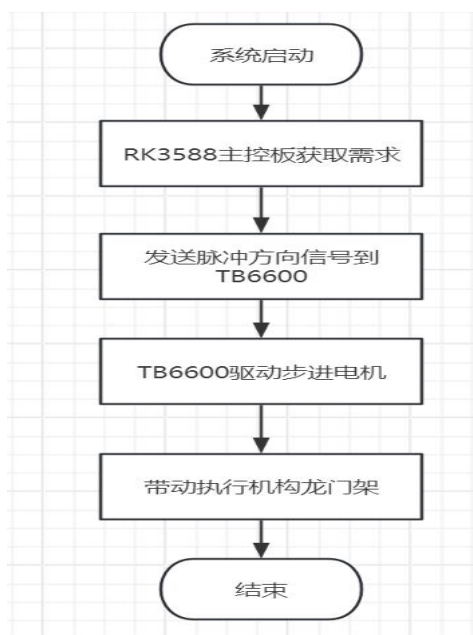 系统启动
RK3588主控板获取需求
发送脉冲方向信号到
TB6600
TB6600驱动步进电机
带动执行机构龙门架
结束